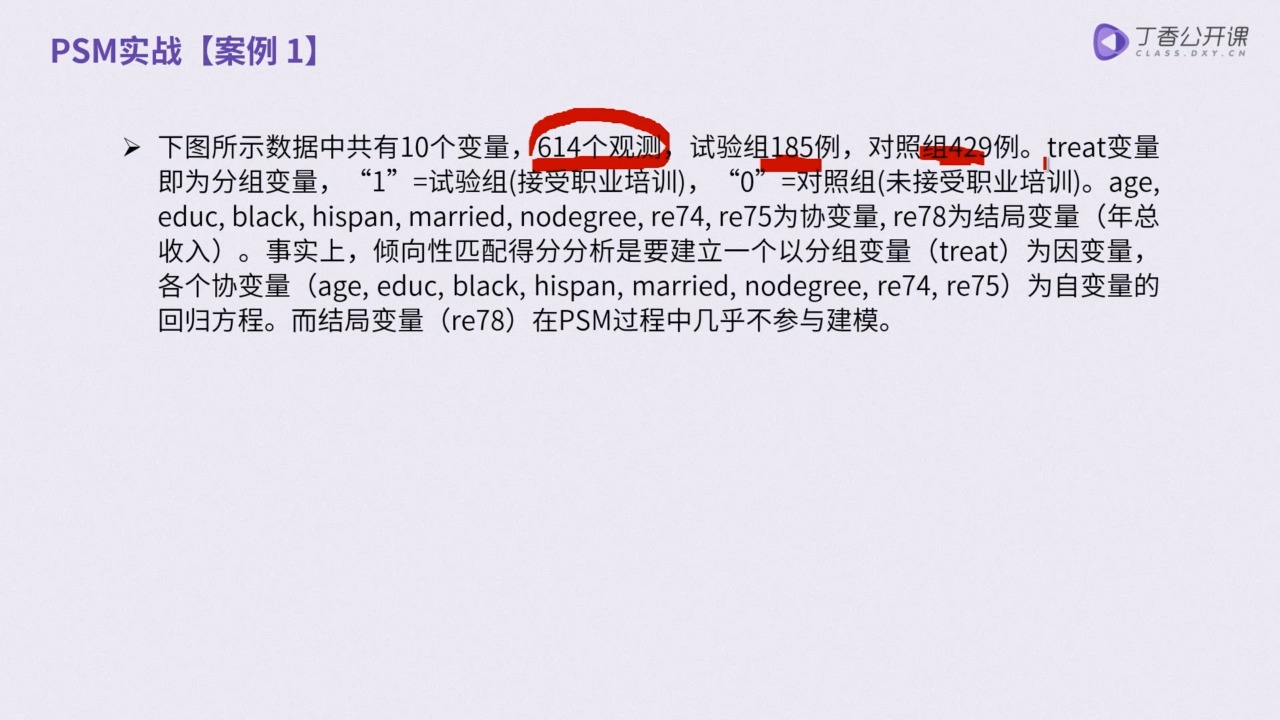 PSM实战【案例 1】
丁香公开课
CLASS.DXY.CN
➢ 下图所示数据中共有10个变量，614个观测，试验组185例，对照组429例。treat变量
即为分组变量，“1”=试验组(接受职业培训)，“0”=对照组(未接受职业培训)。age,
educ, black, hispan, married, nodegree, re74, re75为协变量, re78为结局变量（年总
收入）。事实上，倾向性匹配得分分析是要建立一个以分组变量（treat）为因变量，
各个协变量（age, educ, black, hispan, married, nodegree, re74, re75）为自变量的
回归方程。而结局变量（re78）在PSM过程中几乎不参与建模。